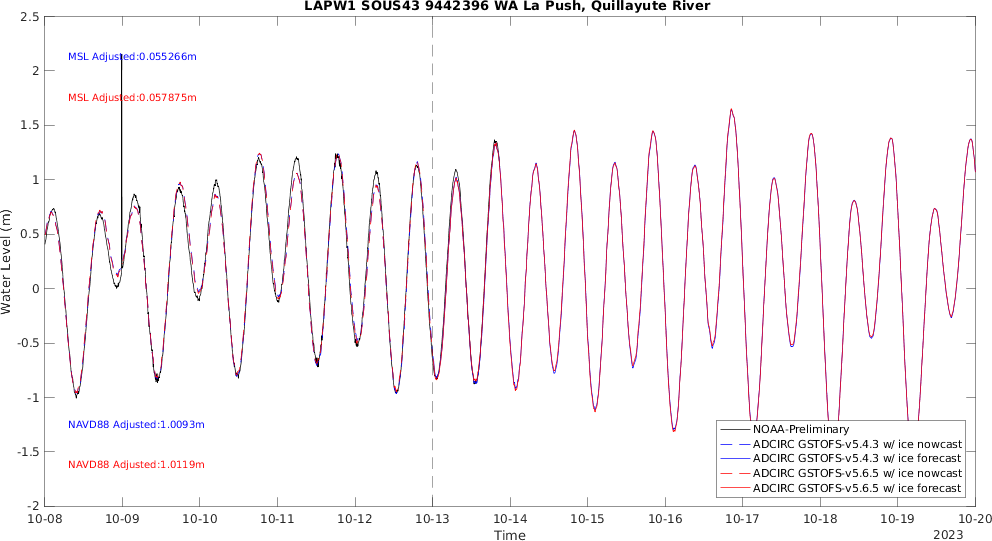 LAPW1 SOUS43 9442396 WA La Push, Quillayute River
2.5
2
1.5
1
0.5
0
-0.5
-1
-1.5
-2
Water Level (m)
MSL Adjusted:0.055266m
MSL Adjusted:0.057875m
NAVD88 Adjusted:1.0093m
NAVD88 Adjusted:1.0119m
NOAA-Preliminary
ADCIRC GSTOFS-v5.4.3 w/ ice nowcast
ADCIRC GSTOFS-v5.4.3 w/ ice forecast
ADCIRC GSTOFS-v5.6.5 w/ ice nowcast
ADCIRC GSTOFS-v5.6.5 w/ ice forecast
10-08 10-09 10-10 10-11 10-12 10-13 10-14 10-15 10-16 10-17 10-18 10-19 10-20
Time
2023